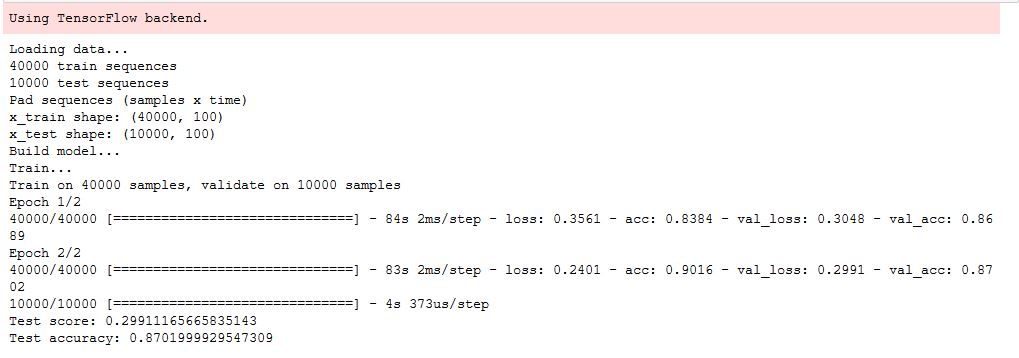 Using TensorFlow backend.
Loading data...
40000 train sequences
10000 test sequences
Pad sequences (samples x time)
x_train shape: (40000, 100)
x_test shape: (10000, 100)
Build model...
Train...
Train on 40000 samples, validate on 10000 samples
Epoch 1/2
40000/40000 [==============================] - 84s 2ms/step - loss: 0.3561 - acc: 0.8384 - val_loss: 0.3048 - val_acc: 0.86
89
Epoch 2/2
40000/40000 [==============================] - 83s 2ms/step - loss: 0.2401 - acc: 0.9016 - val_loss: 0.2991 - val_acc: 0.87
02
10000/10000 [==============================] - 4s 373us/step
Test score: 0.29911165665835143
Test accuracy: 0.8701999929547309